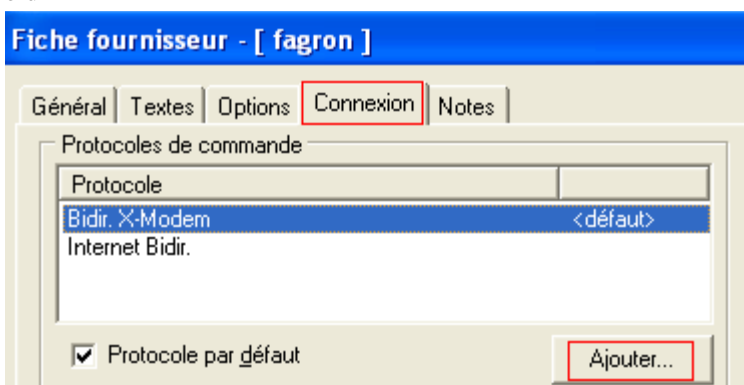 Fiche fournisseur - [ fagron ]
Général Textes Options Connexion Notes
Protocoles de commande
Protocole
Bidir. X-Modem <défaut>
Internet Bidir.
Protocole par défaut Ajouter...